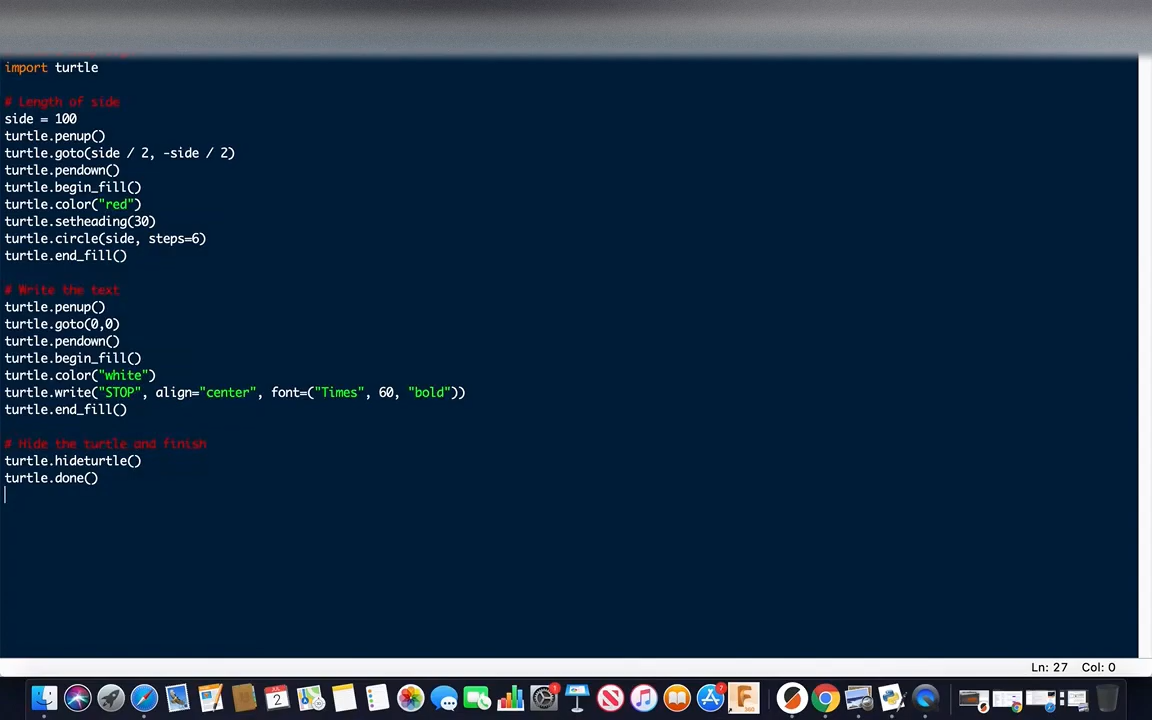 import turtle
# Length of side
side = 100
turtle.penup()
turtle.goto(side / 2, -side / 2)
turtle.pendown()
turtle.begin_fill()
turtle.color("red")
turtle.setheading(30)
turtle.circle(side, steps=6)
turtle.end_fill()
# Write the text
turtle.penup()
turtle.goto(0,0)
turtle.pendown()
turtle.begin_fill()
turtle.color("white")
turtle.write("STOP", align="center", font=("Times", 60, "bold"))
turtle.end_fill()
# Hide the turtle and finish
turtle.hideturtle()
turtle.done()
Ln: 27 Col: 0